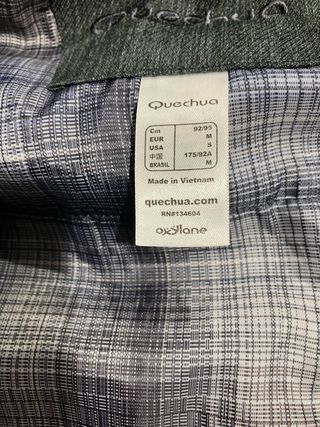 Quechua
Quechua
Cm 92/95
EUR M
USA S
中国 175/92A
BRASIL M
Made in Vietnam
quechua.com
RN#134604
oxylane